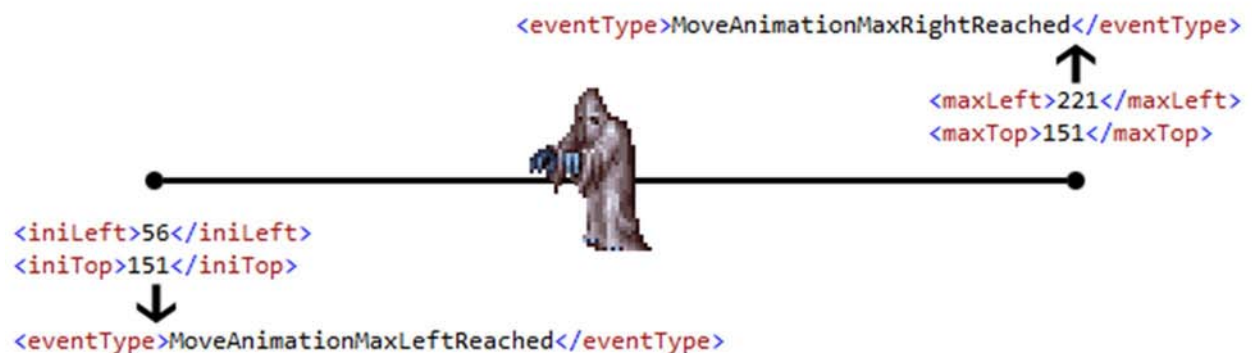 <eventType>MoveAnimationMaxRightReached</eventType>
<maxLeft>221</maxLeft>
<maxTop>151</maxTop>
<iniLeft>56</iniLeft>
<iniTop>151</iniTop>
<eventType>MoveAnimationMaxLeftReached</eventType>